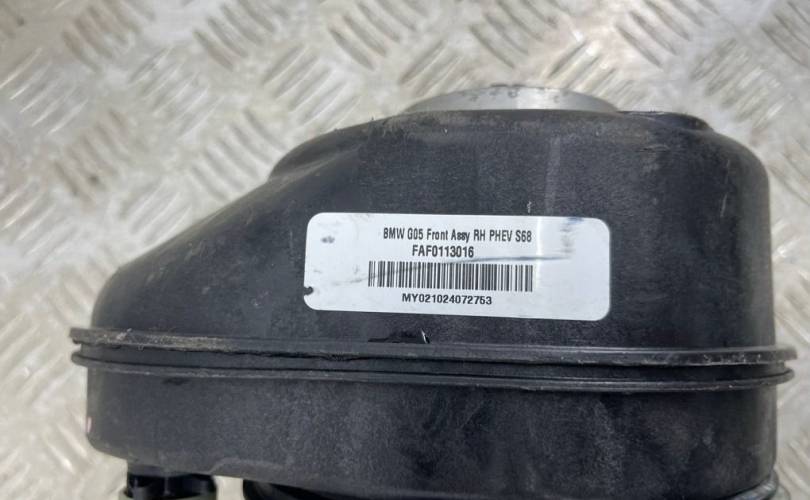 BMW G05 Front Assy RH PHEV S68
FAF0113016
MY021024072753